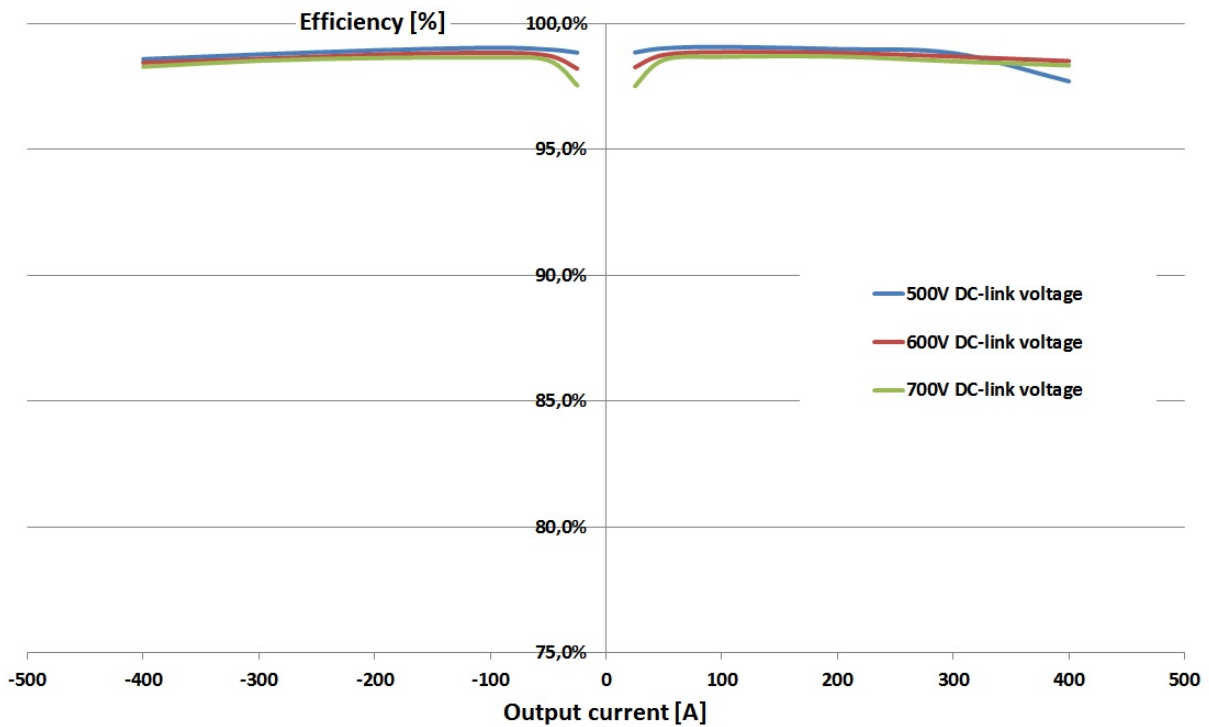 Efficiency [%]
100,0%
95,0%
90,0%
85,0%
80,0%
75,0%
500V DC-link voltage
600V DC-link voltage
700V DC-link voltage
-500 -400 -300 -200 -100 0 100 200 300 400 500
Output current [A]